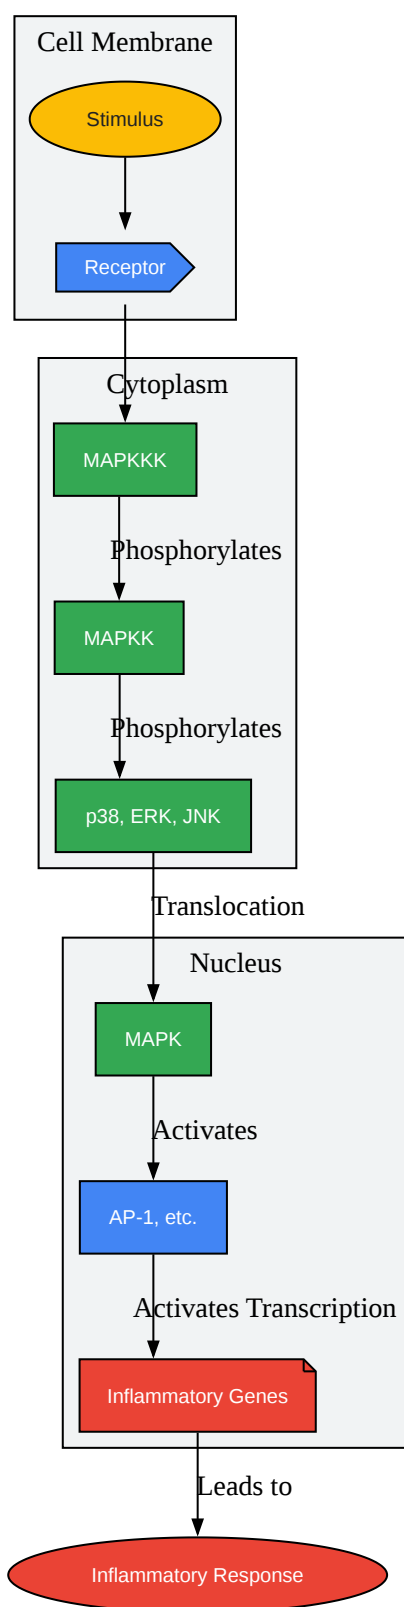 Cell Membrane
Stimulus
Receptor
Cytoplasm
MAPKKK
Phosphorylates
MAPKK
Phosphorylates
p38, ERK, JNK
Translocation
Nucleus
MAPK
Activates
AP-1, etc.
Activates Transcription
Inflammatory Genes
Leads to
Inflammatory Response